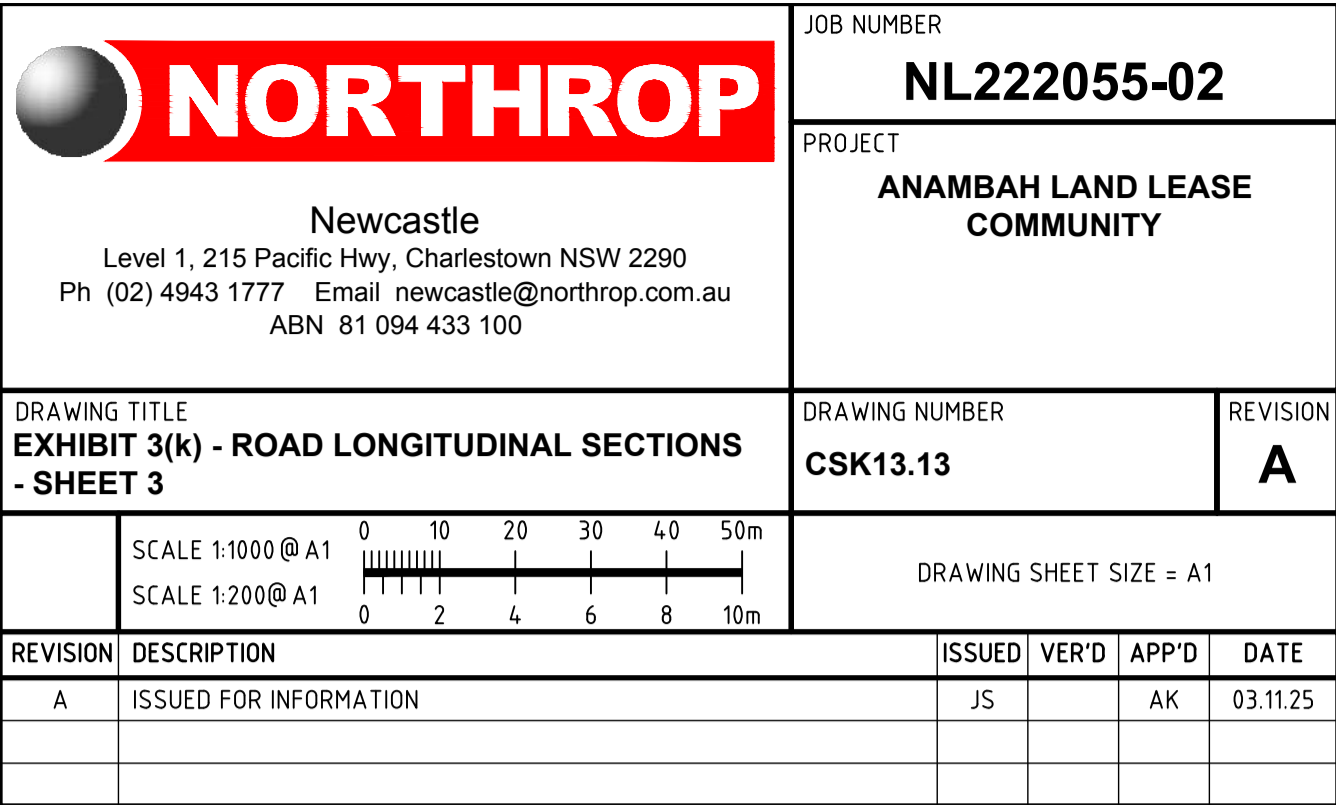 NORTHROP
Newcastle
Level 1, 215 Pacific Hwy, Charlestown NSW 2290
Ph (02) 4943 1777 Email newcastle@northrop.com.au
ABN 81 094 433 100
JOB NUMBER
NL222055-02
PROJECT
ANAMBAH LAND LEASE
COMMUNITY
DRAWING TITLE
EXHIBIT 3(k) - ROAD LONGITUDINAL SECTIONS
- SHEET 3
DRAWING NUMBER
CSK13.13
REVISION
A
SCALE 1:1000 @ A1
SCALE 1:200@ A1
0 10 20 30 40 50m
0 2 4 6 8 10m
DRAWING SHEET SIZE = A1
REVISION DESCRIPTION ISSUED VER'D APP'D DATE
A ISSUED FOR INFORMATION JS AK 03.11.25